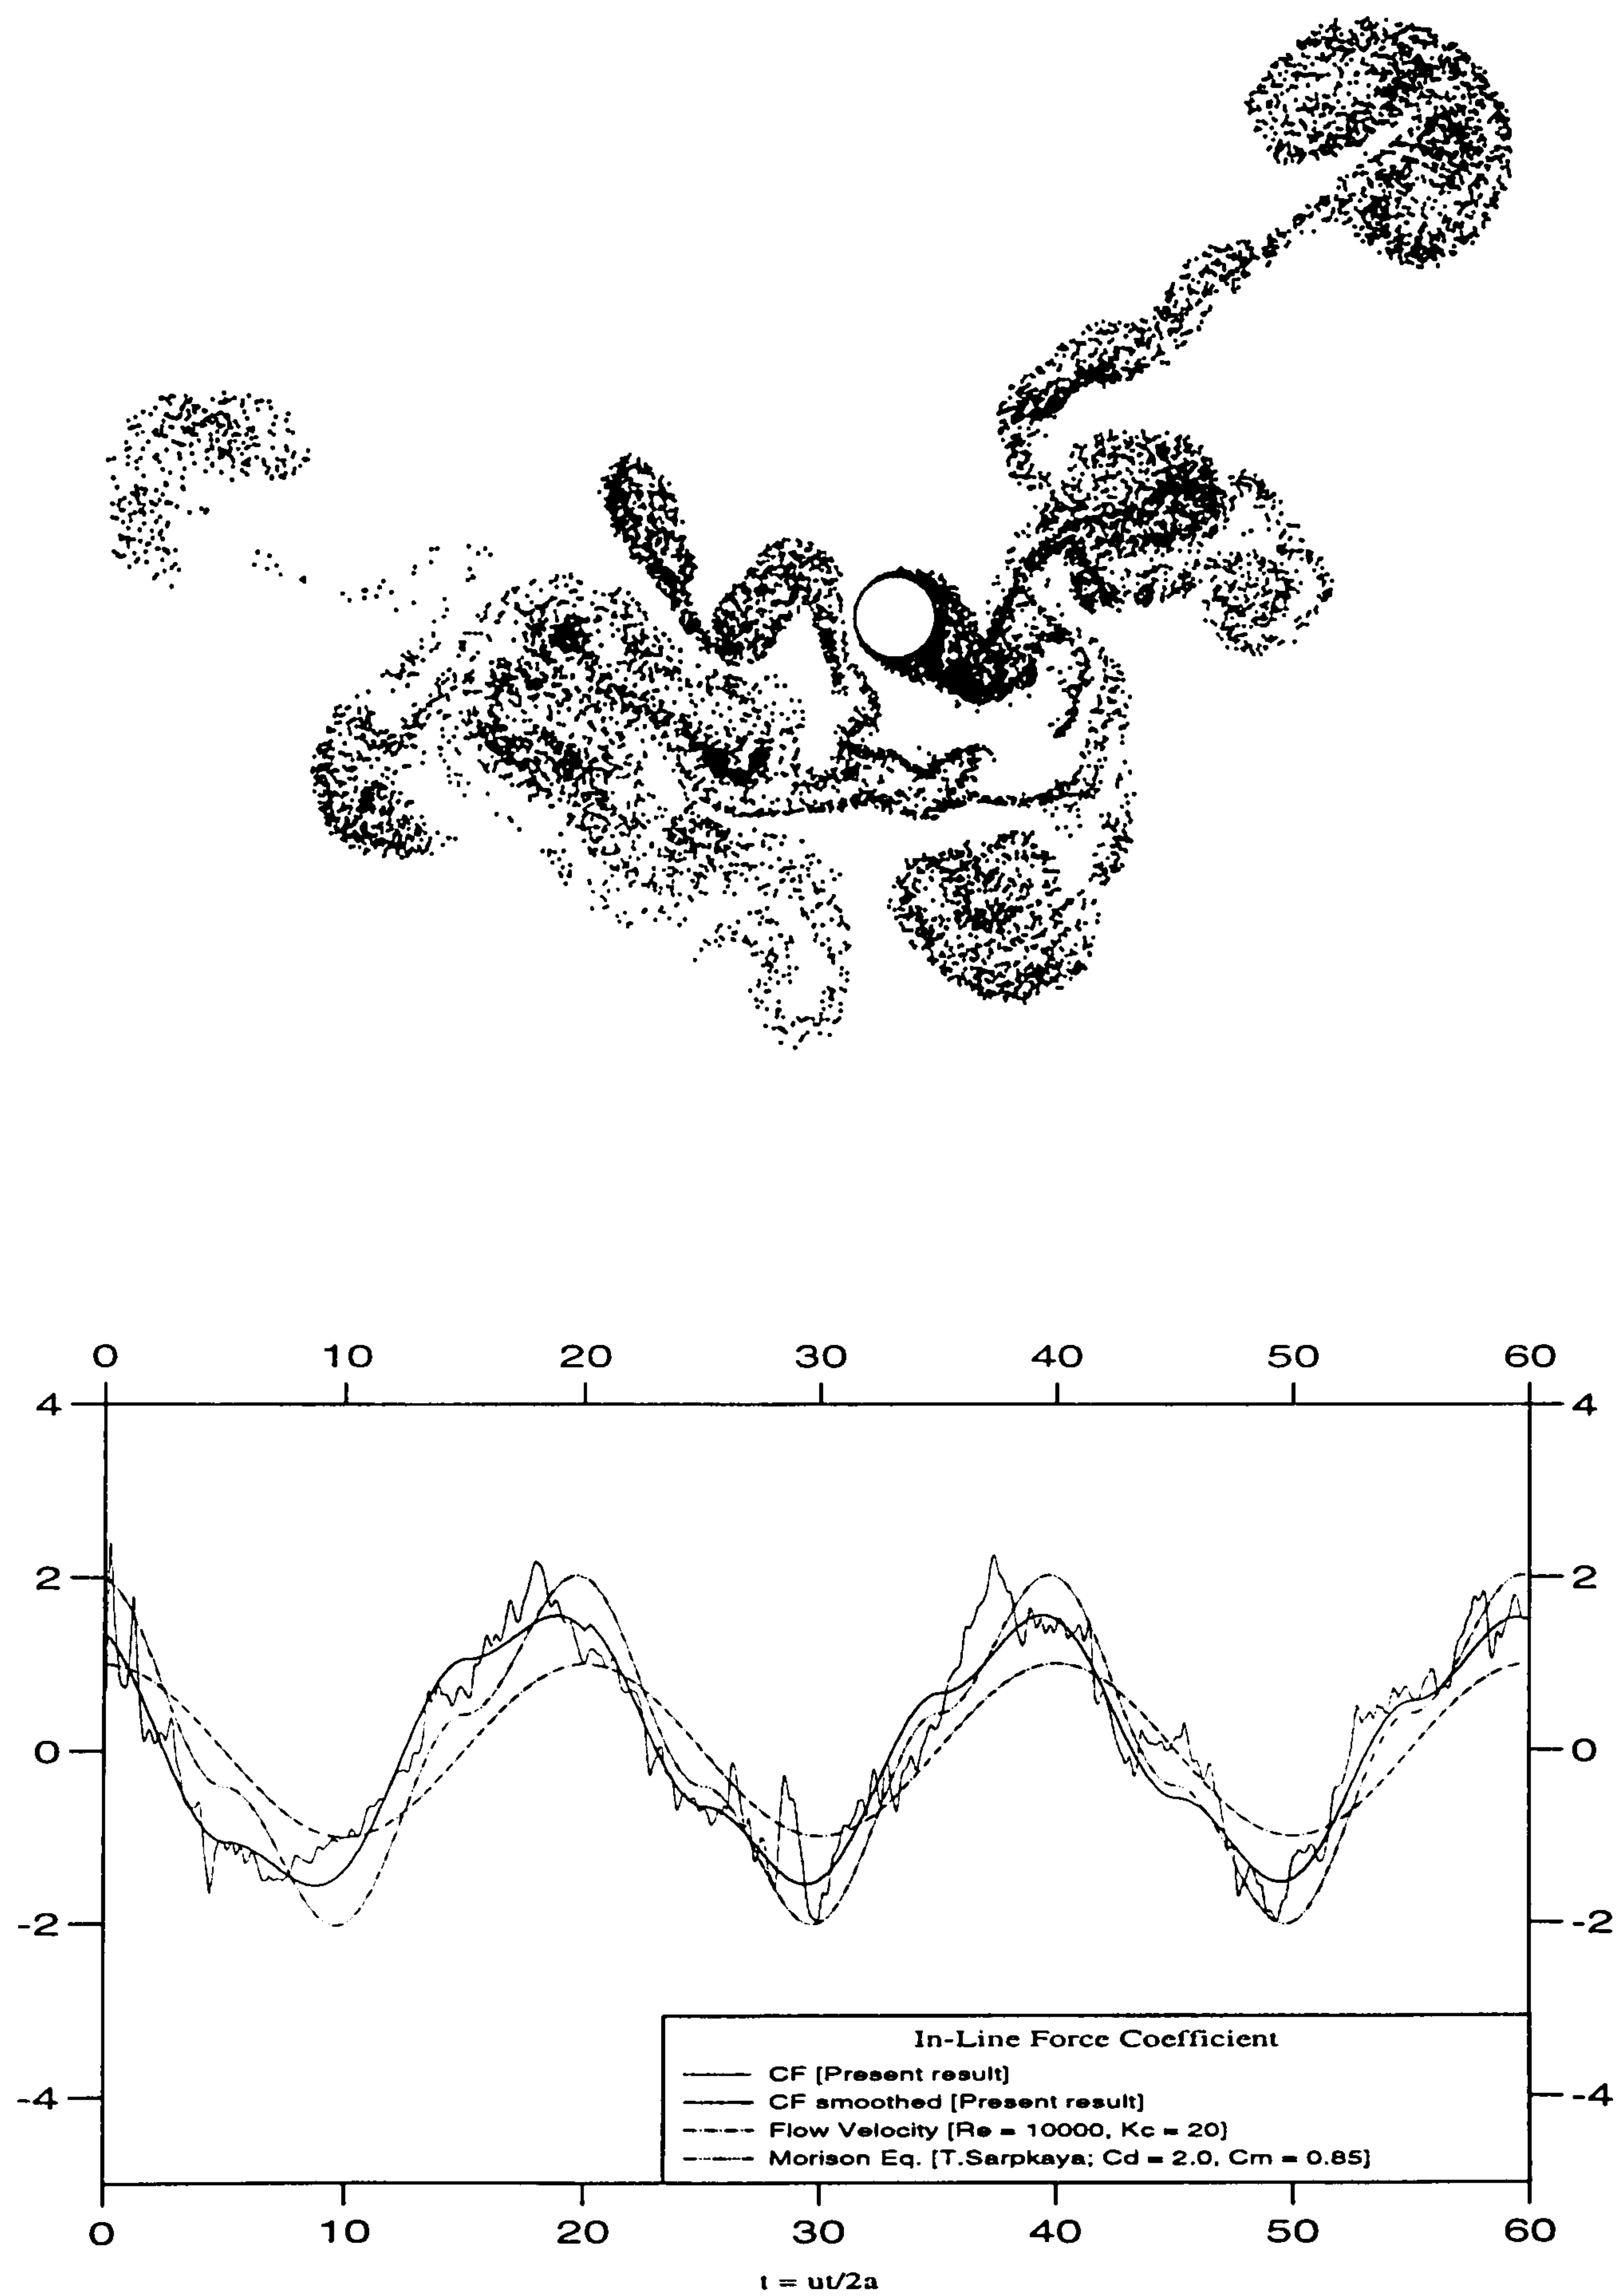 0 10 20 30 40 50 60
4 4
2 2
0 0
-2 -2
In-Line Force Coefficient
CF [Present result]
-4 -4
CF smoothed [Present result]
Flow Velocity [Re = 10000, Kc = 20]
Morison Eq. [T.Sarpkaya; Cd = 2.0, Cm = 0.85]
0 10 20 30 40 50 60
t = ut/2a